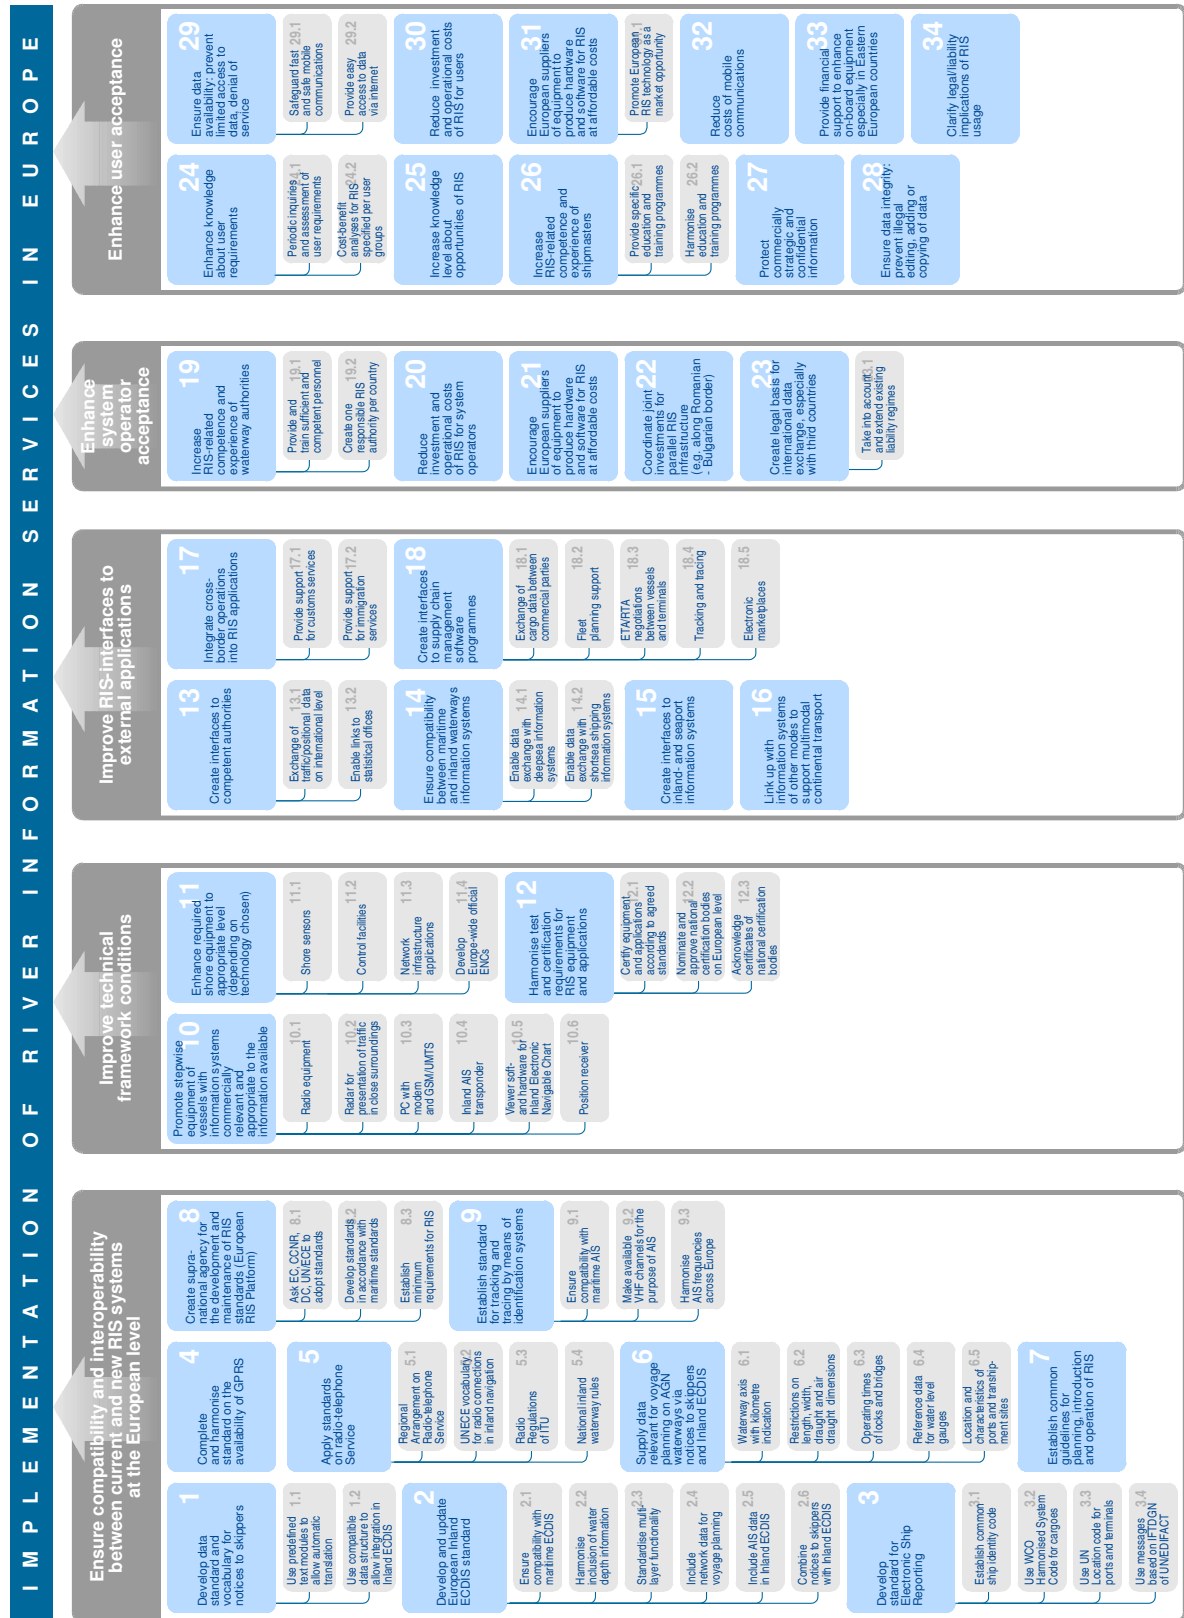 IMPLEMENTATION OF RIVER INFORMATION SERVICES IN EUROPE
Ensure compatibility and interoperability
between current and new RIS systems
at the European level
1
Develop data
standard and
vocabulary for
notices to skippers
1.1
Use predefined
text modules to
allow automatic
translation
1.2
Use compatible
data structure to
allow integration in
Inland ECDIS
2
Develop and update
European Inland
ECDIS standard
2.1
Ensure
compatibility with
maritime ECDIS
2.2
Harmonise
inclusion of water
depth information
2.3
Standardise multi-
layer functionality
2.4
Include
network data for
voyage planning
2.5
Include AIS data
in Inland ECDIS
2.6
Combine
notices to skippers
with Inland ECDIS
3
Develop
standard for
Electronic Ship
Reporting
3.1
Establish common
ship identity code
3.2
Use WCO
Harmonised System
Code for cargoes
3.3
Use UN
Location code for
ports and terminals
3.4
Use messages
based on IFTDGN
of UN/EDIFACT
4
Complete
and harmonise
standard on the
availability of GPRS
5
Apply standards
on radio-telephone
Service
5.1
Regional
Arrangement on
Radio-telephone
Service
5.2
UNECE vocabulary
for radio connections
in inland navigation
5.3
Radio
Regulations
of ITU
5.4
National inland
waterway rules
6
Supply data
relevant for voyage
planning on AGN
waterways via
notices to skippers
and Inland ECDIS
6.1
Waterway axis
with kilometre
indication
6.2
Restrictions on
length, width,
draught and air
draught dimensions
6.3
Operating times
of locks and bridges
6.4
Reference data
for water level
gauges
6.5
Location and
characteristics of
ports and tranship-
ment sites
7
Establish common
guidelines for
planning, introduction
and operation of RIS
8
Create supra-
national agency for
the development and
maintenance of RIS
standards (European
RIS Platform)
8.1
Ask EC, CCNR,
DC, UN/ECE to
adopt standards
8.2
Develop standards
in accordance with
maritime standards
8.3
Establish
minimum
requirements for RIS
9
Establish standard
for tracking and
tracing by means of
identification systems
9.1
Ensure
compatibility with
maritime AIS
9.2
Make available
VHF channels for the
purpose of AIS
9.3
Harmonise
AIS frequencies
across Europe
Improve technical
framework conditions
10
Promote stepwise
equipment of
vessels with
information systems
commercially
relevant and
appropriate to the
information available
10.1
Radio equipment
10.2
Radar for
presentation of traffic
in close surroundings
10.3
PC with
modem
and GSM/UMTS
10.4
Inland AIS
transponder
10.5
Viewer soft-
and hardware for
Inland Electronic
Navigable Chart
10.6
Position receiver
11
Enhance required
shore equipment to
appropriate level
(depending on
technology chosen)
11.1
Shore sensors
11.2
Control facilities
11.3
Network
infrastructure
applications
11.4
Develop
Europe-wide official
ENCs
12
Harmonise test
and certification
requirements for
RIS equipment
and applications
12.1
Certify equipment
and applications
according to agreed
standards
12.2
Nominate and
approve national
certification bodies
on European level
12.3
Acknowledge
certificates of
national certification
bodies
Improve RIS-interfaces to
external applications
13
Create interfaces to
competent authorities
13.1
Exchange of
traffic/positional data
on international level
13.2
Enable links to
statistical offices
14
Ensure compatibility
between maritime
and inland waterways
information systems
14.1
Enable data
exchange with
deepsea information
systems
14.2
Enable data
exchange with
shortsea shipping
information systems
15
Create interfaces to
inland- and seaport
information systems
16
Link up with
information systems
of other modes to
support multimodal
continental transport
17
Integrate cross-
border operations
into RIS applications
17.1
Provide support
for customs services
17.2
Provide support
for immigration
services
18
Create interfaces
to supply chain
management
software
programmes
18.1
Exchange of
cargo data between
commercial parties
18.2
Fleet
planning support
18.3
ETA/RTA
negotiations
between vessels
and terminals
18.4
Tracking and tracing
18.5
Electronic
marketplaces
Enhance
system
operator
acceptance
19
Increase
RIS-related
competence and
experience of
waterway authorities
19.1
Provide and
train sufficient and
competent personnel
19.2
Create one
responsible RIS
authority per country
20
Reduce
investment and
operational costs
of RIS for system
operators
21
Encourage
European suppliers
of equipment to
produce hardware
and software for RIS
at affordable costs
22
Coordinate joint
investments for
parallel RIS
infrastructure
(e.g. along Romanian
- Bulgarian border)
23
Create legal basis for
international data
exchange, especially
with third countries
23.1
Take into account
and extend existing
liability regimes
Enhance user acceptance
24
Enhance knowledge
about user
requirements
24.1
Periodic inquiries
and assessment of
user requirements
24.2
Cost-benefit
analyses for RIS
specified per user
groups
25
Increase knowledge
level about
opportunities of RIS
26
Increase
RIS-related
competence and
experience of
shipmasters
26.1
Provide specific
education and
training programmes
26.2
Harmonise
education and
training programmes
27
Protect
commercially
strategic and
confidential
information
28
Ensure data integrity:
prevent illegal
editing, adding or
copying of data
29
Ensure data
availability: prevent
limited access to
data, denial of
service
29.1
Safeguard fast
and safe mobile
communications
29.2
Provide easy
access to data
via internet
30
Reduce investment
and operational costs
of RIS for users
31
Encourage
European suppliers
of equipment to
produce hardware
and software for RIS
at affordable costs
31.1
Promote European
RIS technology as a
market opportunity
32
Reduce
costs of mobile
communications
33
Provide financial
support to enhance
on-board equipment
especially in Eastern
European countries
34
Clarify legal/liability
implications of RIS
usage